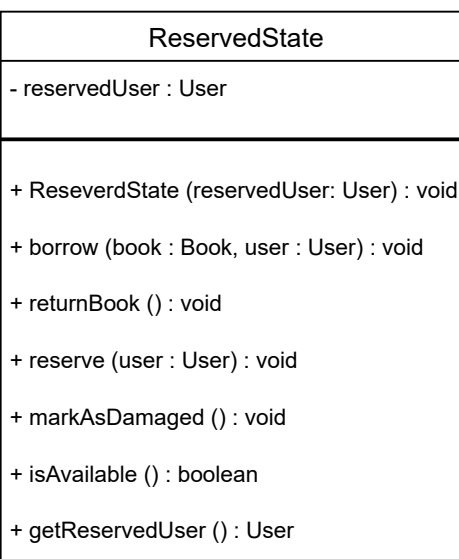 ReservedState
- reservedUser : User
+ ReseverdState (reservedUser: User) : void
+ borrow (book : Book, user : User) : void
+ returnBook () : void
+ reserve (user : User) : void
+ markAsDamaged () : void
+ isAvailable () : boolean
+ getReservedUser () : User